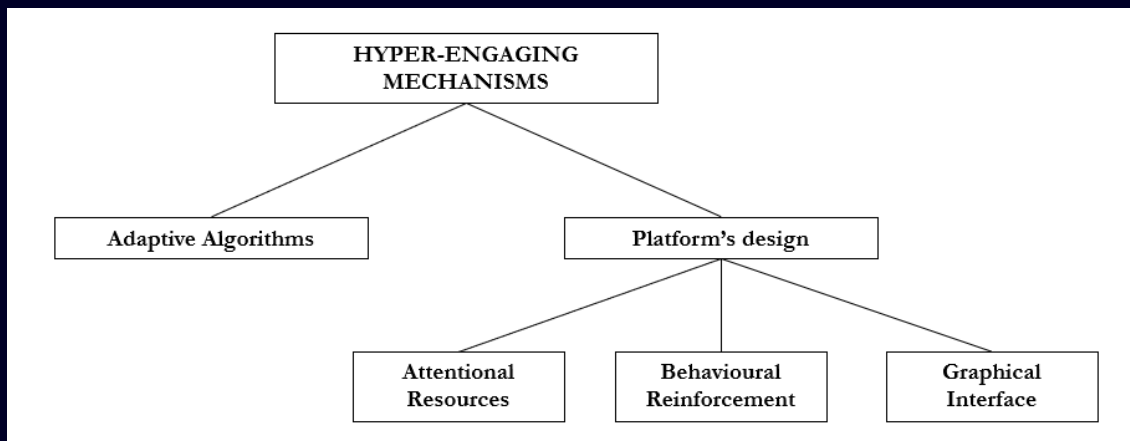 HYPER-ENGAGING
MECHANISMS
Adaptive Algorithms
Platform’s design
Attentional
Resources
Behavioural
Reinforcement
Graphical
Interface